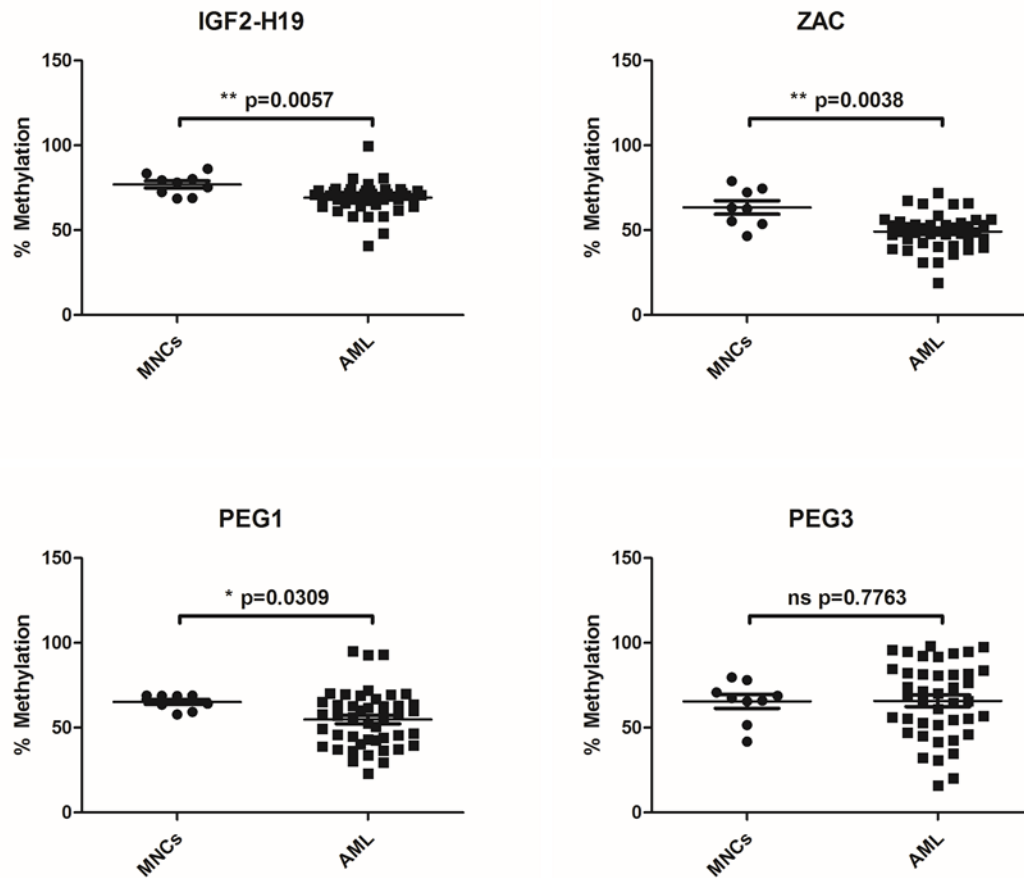 IGF2-H19
150
100
50
0
% Methylation
** p=0.0057
MNCs
AML
ZAC
150
100
50
0
% Methylation
** p=0.0038
MNCs
AML
PEG1
150
100
50
0
% Methylation
* p=0.0309
MNCs
AML
PEG3
150
100
50
0
% Methylation
ns p=0.7763
MNCs
AML